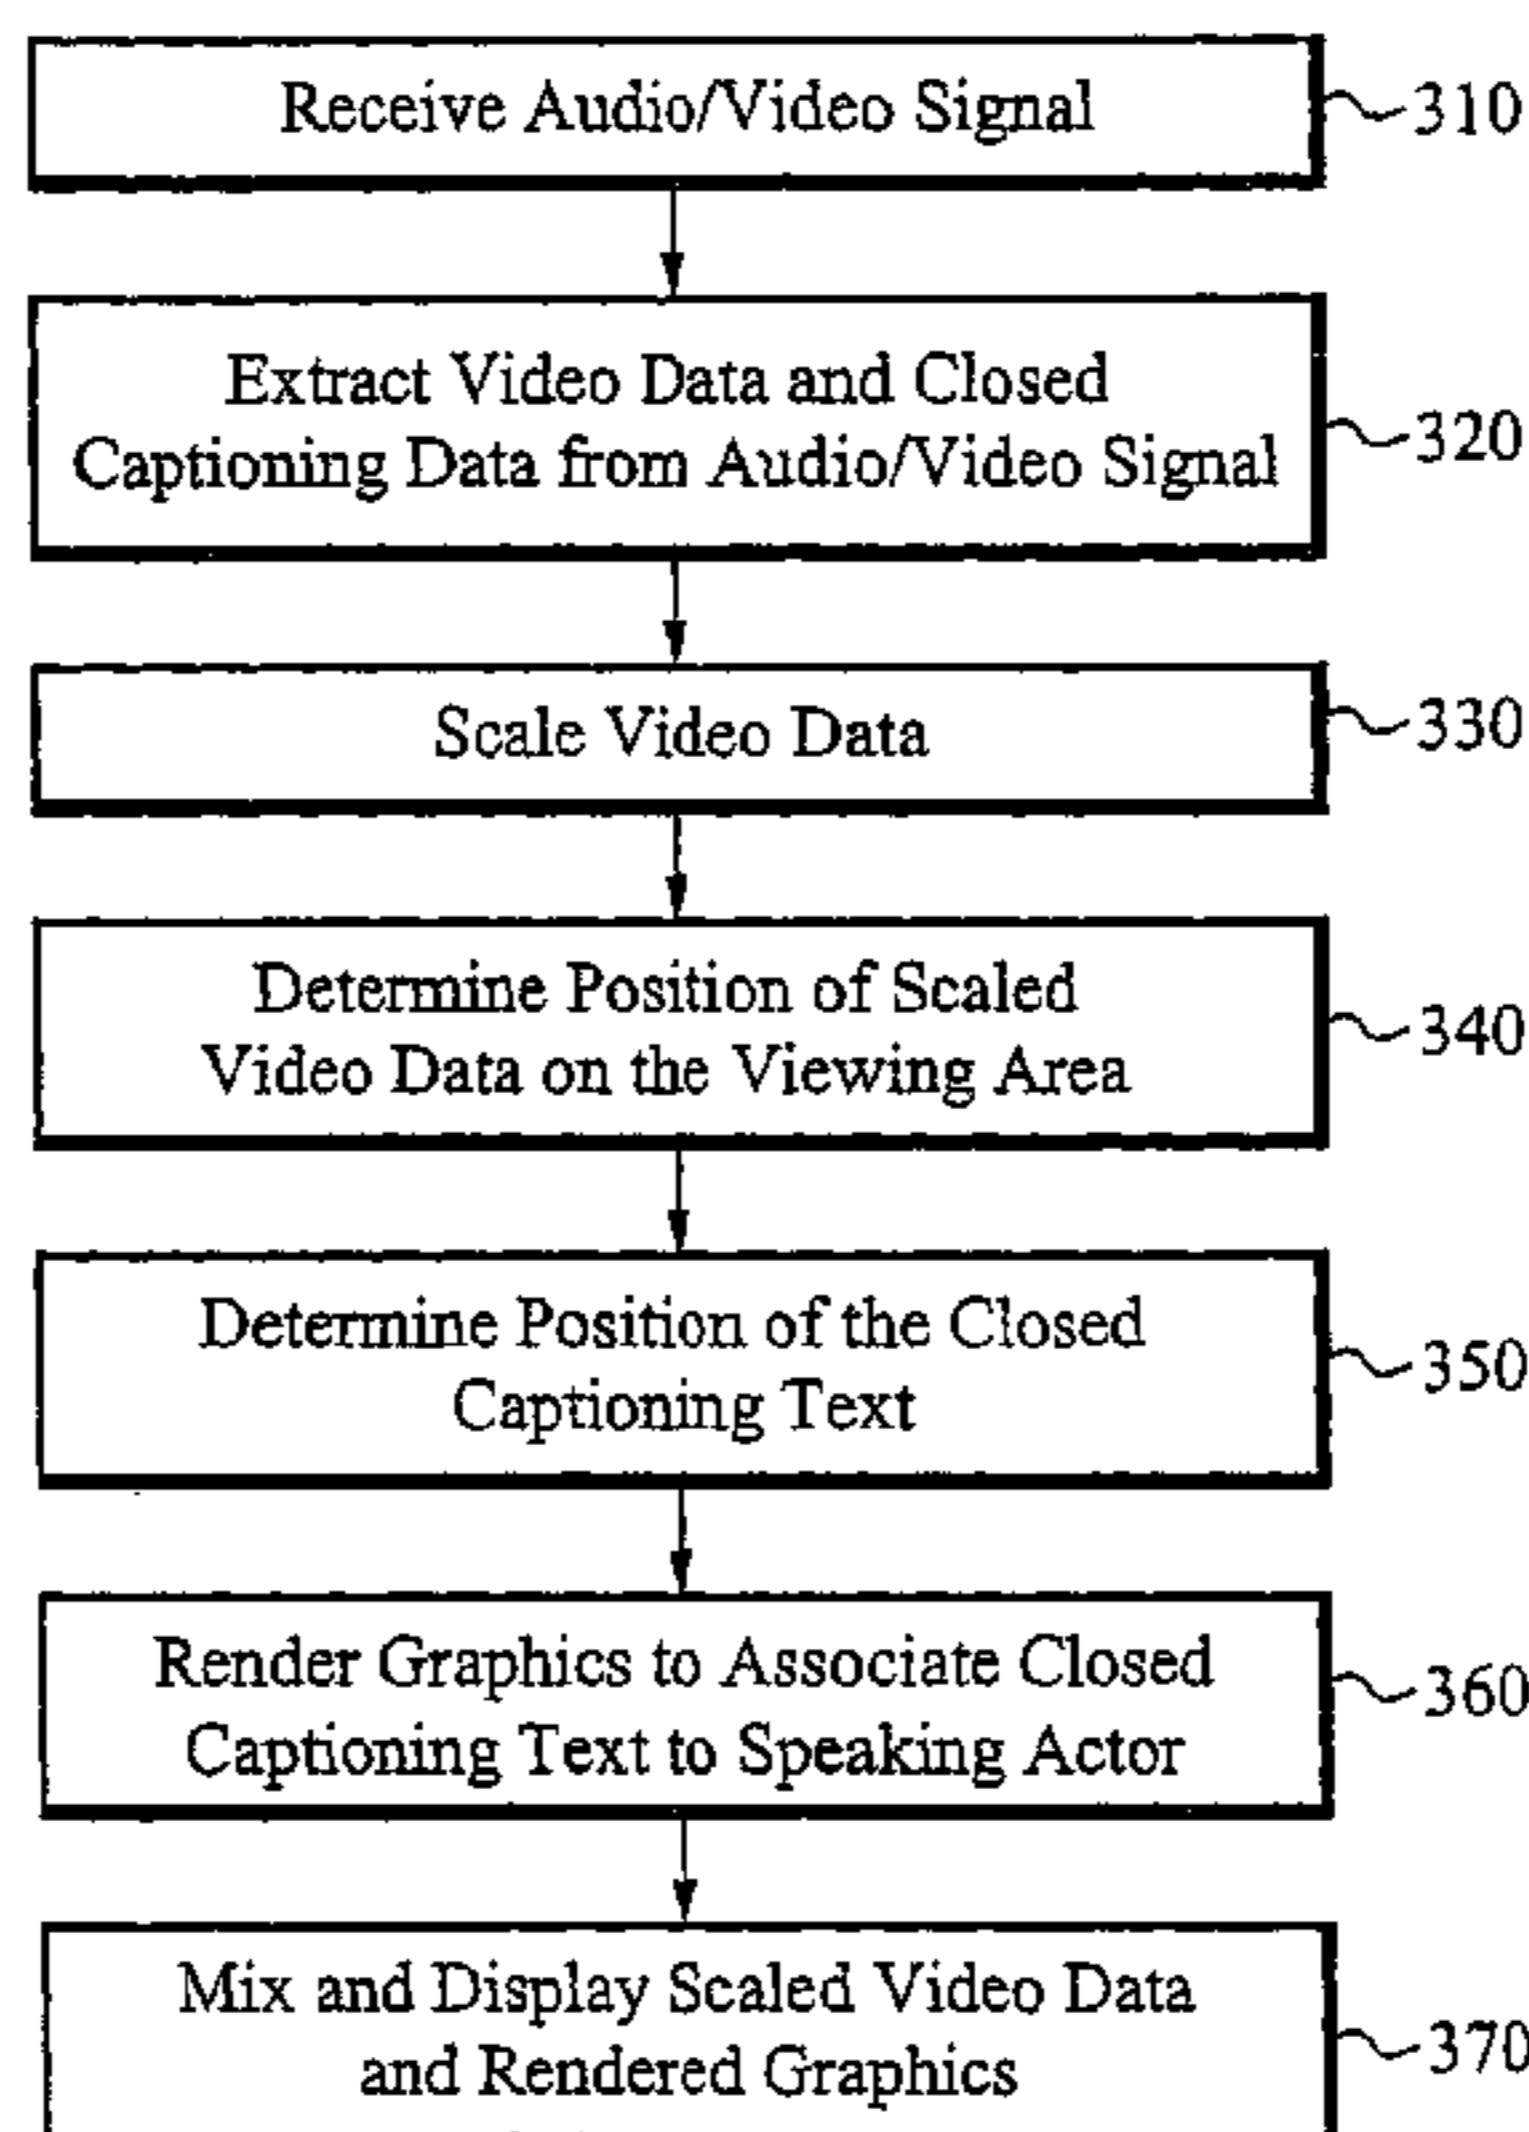 Receive Audio/Video Signal
310
Extract Video Data and Closed
Captioning Data from Audio/Video Signal
320
Scale Video Data
330
Determine Position of Scaled
Video Data on the Viewing Area
340
Determine Position of the Closed
Captioning Text
350
Render Graphics to Associate Closed
Captioning Text to Speaking Actor
360
Mix and Display Scaled Video Data
and Rendered Graphics
370